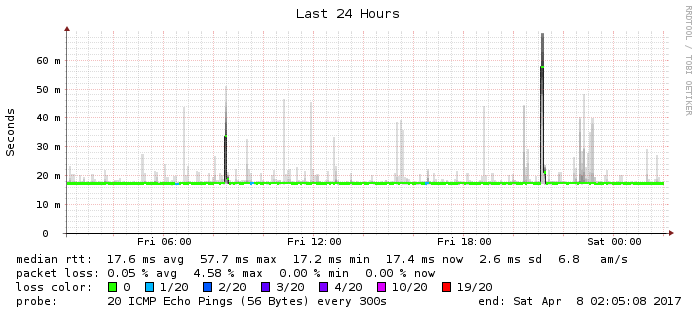 Last 24 Hours
RRDTOOL / TOBI OETIKER
Seconds
60 m
50 m
40 m
30 m
20 m
10 m
0
Fri 06:00 Fri 12:00 Fri 18:00 Sat 00:00
median rtt: 17.6 ms avg 57.7 ms max 17.2 ms min 17.4 ms now 2.6 ms sd 6.8 am/s
packet loss: 0.05 % avg 4.58 % max 0.00 % min 0.00 % now
loss color: 0 1/20 2/20 3/20 4/20 10/20 19/20
probe: 20 ICMP Echo Pings (56 Bytes) every 300s end: Sat Apr 8 02:05:08 2017